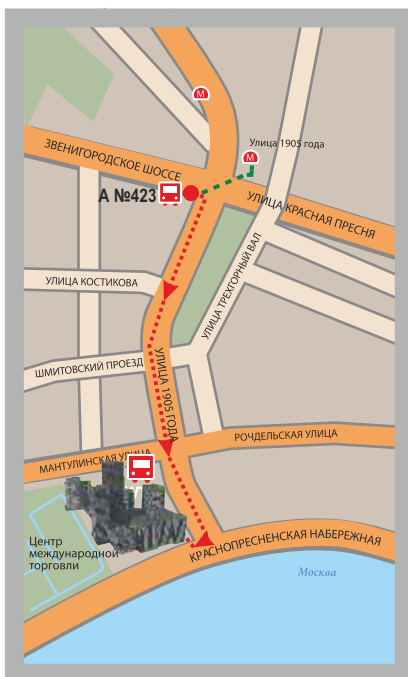 М
Улица 1905 года
М
ЗВЕНИГОРОДСКОЕ ШОССЕ
А №423
УЛИЦА КРАСНАЯ ПРЕСНЯ
УЛИЦА ТРЕХГОРНЫЙ ВАЛ
УЛИЦА КОСТИКОВА
ШМИТОВСКИЙ ПРОЕЗД
УЛИЦА 1905 ГОДА
РОЧДЕЛЬСКАЯ УЛИЦА
МАНТУЛИНСКАЯ УЛИЦА
Центр
международной
торговли
КРАСНОПРЕСНЕНСКАЯ НАБЕРЕЖНАЯ
Москва